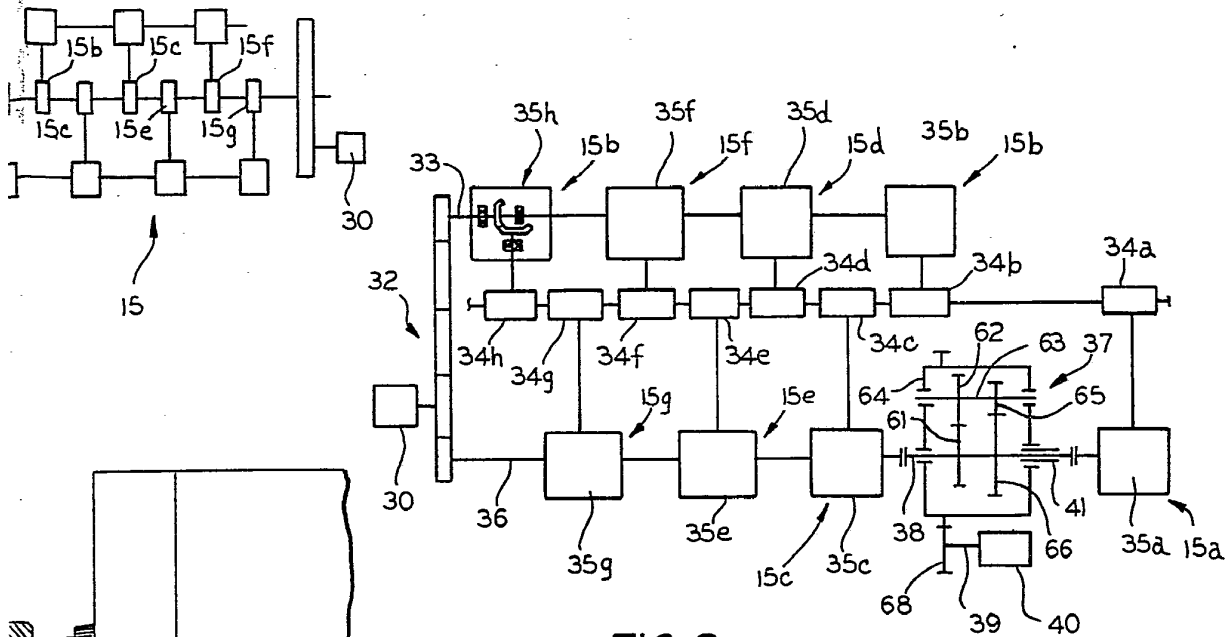 15b 15c 15f
15c 15e 15g
30
15
35h 35f 35d 35b
33 15b 15f 15d 15b
34a
32 34d 34b
34h 34g 34f 34e 34c 62 63 37
64 65
15g 15e 61
30
36 38 41
35g 35e 15c 35c 66 35a 15a
68 39 40